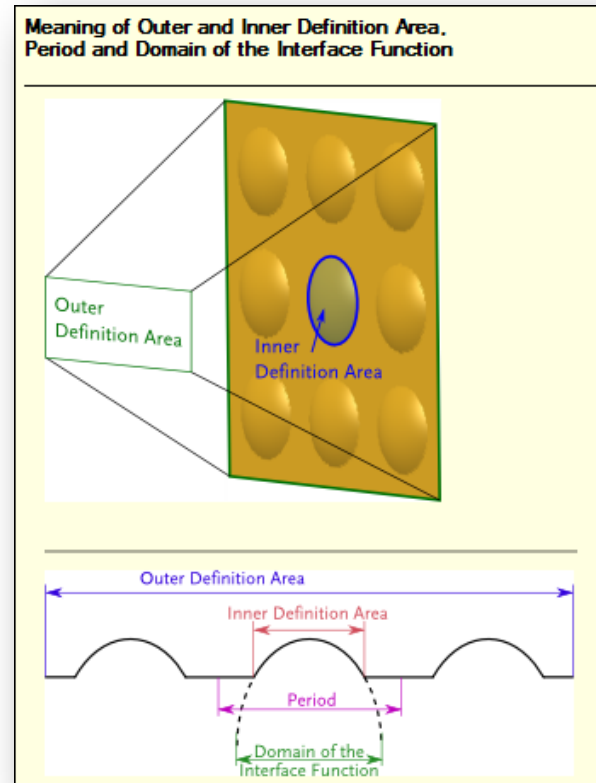 Meaning of Outer and Inner Definition Area,
Period and Domain of the Interface Function
Outer
Definition Area
Inner
Definition Area
Outer Definition Area
Inner Definition Area
Period
Domain of the
Interface Function